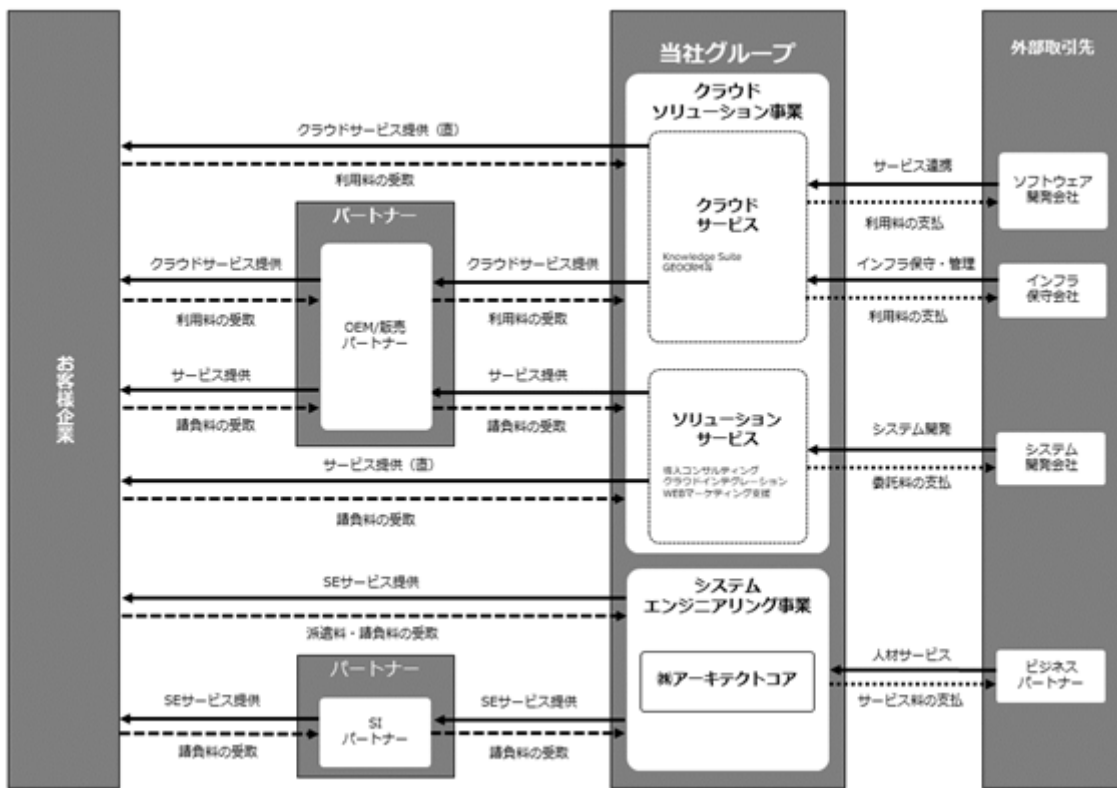 お客様企業
クラウドサービス提供(直)
利用料の受取
パートナー
クラウドサービス提供
利用料の受取
OEM/販売
パートナー
クラウドサービス提供
利用料の受取
サービス提供
請負料の受取
サービス提供
請負料の受取
サービス提供(直)
請負料の受取
SEサービス提供
派遣料・請負料の受取
パートナー
SEサービス提供
請負料の受取
SI
パートナー
SEサービス提供
請負料の受取
当社グループ
クラウド
ソリューション事業
クラウド
サービス
Knowledge Suite
GEOCRM等
ソリューション
サービス
導入コンサルティング
クラウドインテグレーション
WEBマーケティング支援
システム
エンジニアリング事業
㈱アーキテクトコア
サービス連携
利用料の支払
インフラ保守・管理
利用料の支払
システム開発
委託料の支払
人材サービス
サービス料の支払
外部取引先
ソフトウェア
開発会社
インフラ
保守会社
システム
開発会社
ビジネス
パートナー